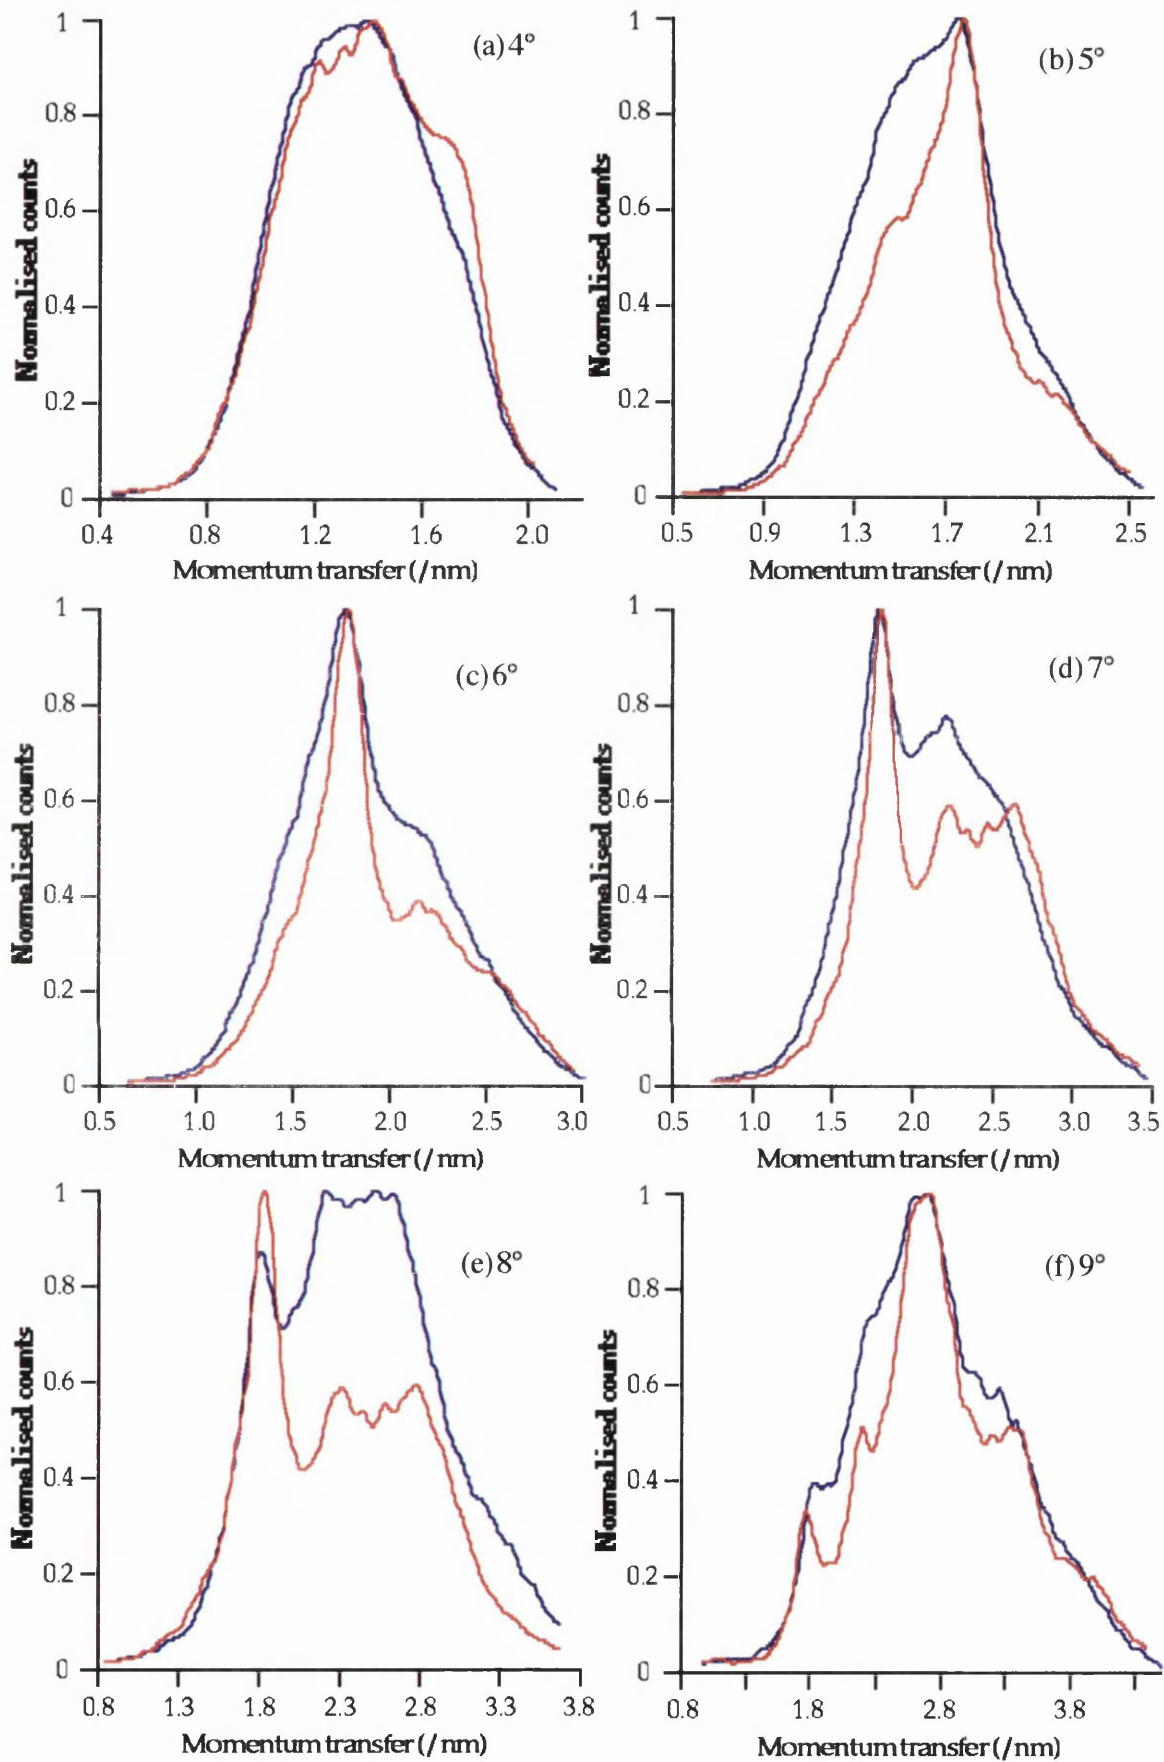 (a) 4°
Normalised counts
1
0.8
0.6
0.4
0.2
0
0.4 0.8 1.2 1.6 2.0
Momentum transfer (/nm)
(b) 5°
Normalised counts
1
0.8
0.6
0.4
0.2
0
0.5 0.9 1.3 1.7 2.1 2.5
Momentum transfer (/nm)
(c) 6°
Normalised counts
1
0.8
0.6
0.4
0.2
0
0.5 1.0 1.5 2.0 2.5 3.0
Momentum transfer (/nm)
(d) 7°
Normalised counts
1
0.8
0.6
0.4
0.2
0
0.5 1.0 1.5 2.0 2.5 3.0 3.5
Momentum transfer (/nm)
(e) 8°
Normalised counts
1
0.8
0.6
0.4
0.2
0
0.8 1.3 1.8 2.3 2.8 3.3 3.8
Momentum transfer (/nm)
(f) 9°
Normalised counts
1
0.8
0.6
0.4
0.2
0
0.8 1.8 2.8 3.8
Momentum transfer (/nm)